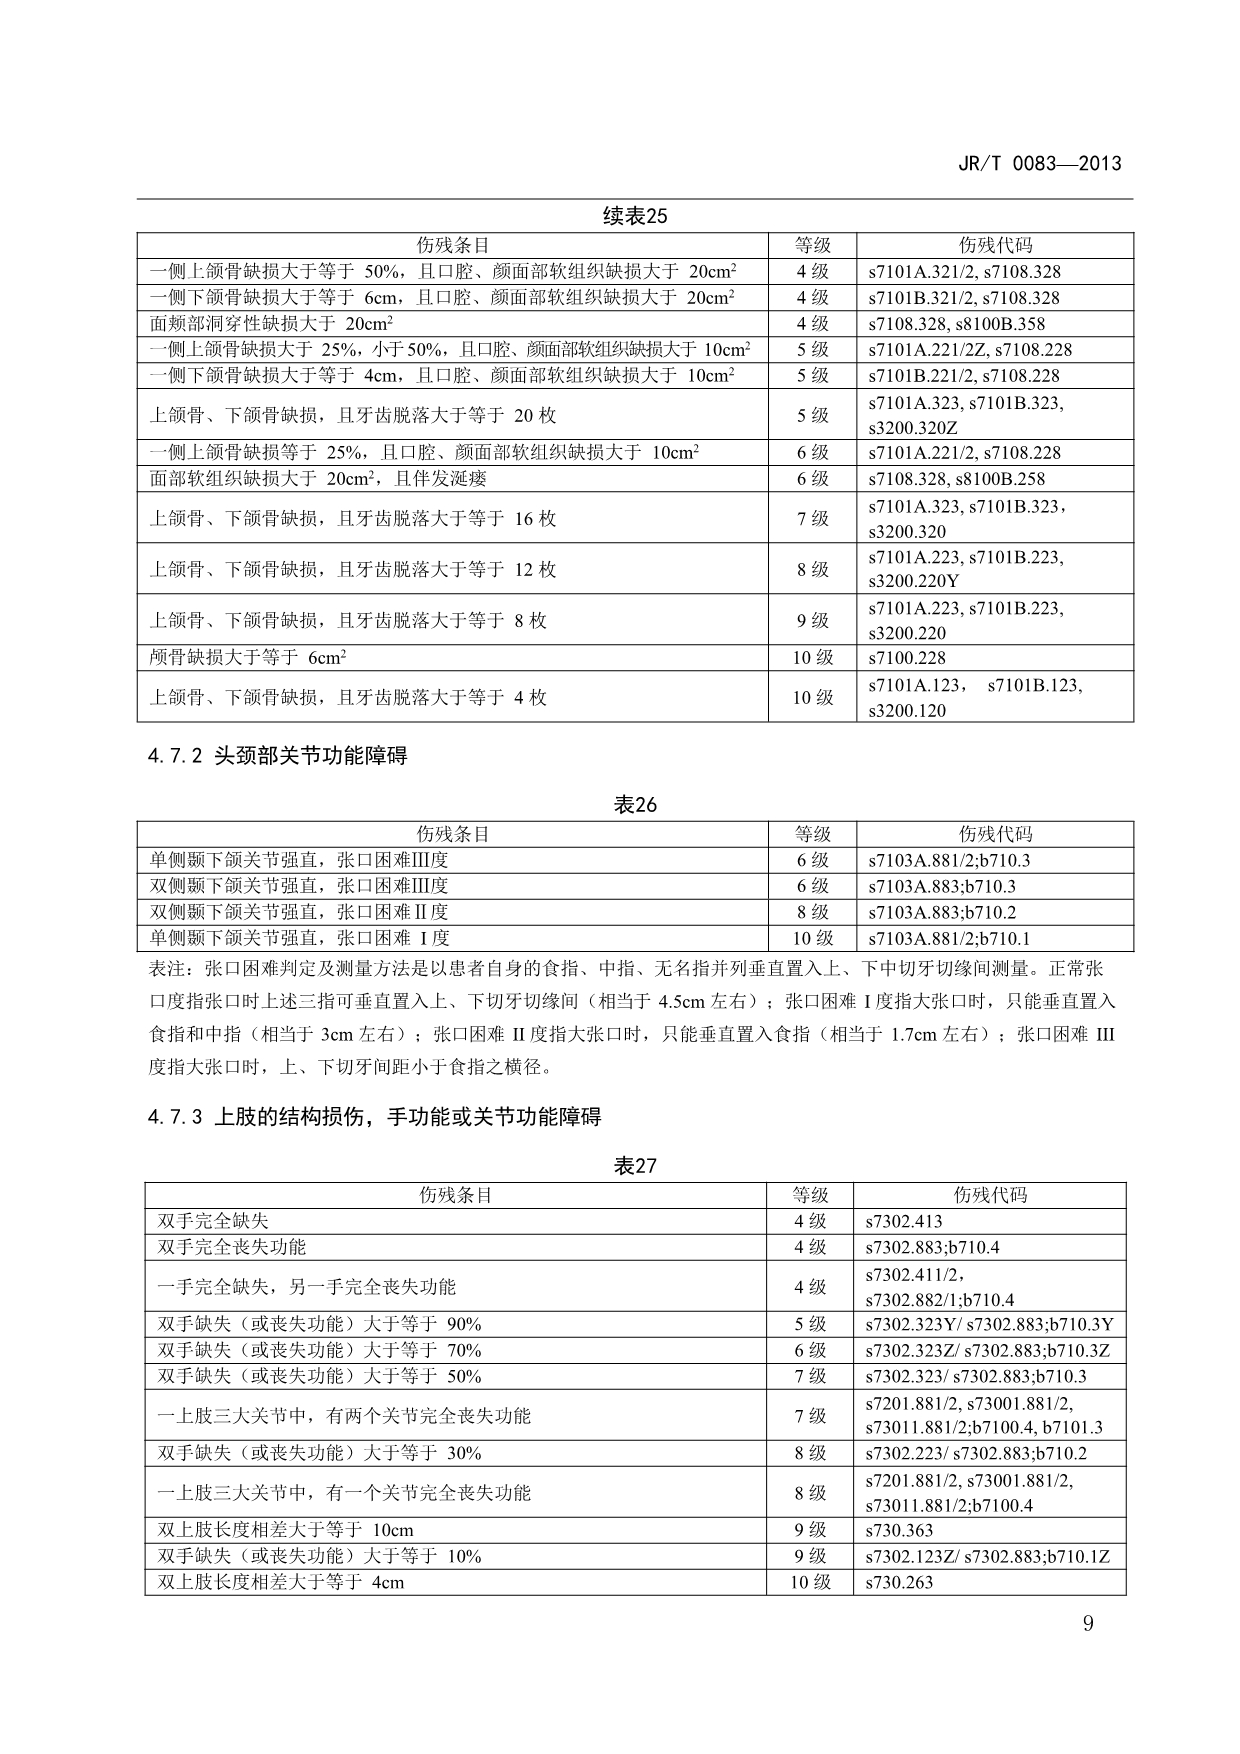 JR/T 0083—2013
续表25
伤残条目 等级 伤残代码
一侧上颌骨缺损大于等于 50%，且口腔、颜面部软组织缺损大于 20cm² 4 级 s7101A.321/2, s7108.328
一侧下颌骨缺损大于等于 6cm，且口腔、颜面部软组织缺损大于 20cm² 4 级 s7101B.321/2, s7108.328
面颊部洞穿性缺损大于 20cm² 4 级 s7108.328, s8100B.358
一侧上颌骨缺损大于 25%，小于50%，且口腔、颜面部软组织缺损大于 10cm² 5 级 s7101A.221/2Z, s7108.228
一侧下颌骨缺损大于等于 4cm，且口腔、颜面部软组织缺损大于 10cm² 5 级 s7101B.221/2, s7108.228
上颌骨、下颌骨缺损，且牙齿脱落大于等于 20 枚 5 级 s7101A.323, s7101B.323,
s3200.320Z
一侧上颌骨缺损等于 25%，且口腔、颜面部软组织缺损大于 10cm² 6 级 s7101A.221/2, s7108.228
面部软组织缺损大于 20cm²，且伴发涎瘘 6 级 s7108.328, s8100B.258
上颌骨、下颌骨缺损，且牙齿脱落大于等于 16 枚 7 级 s7101A.323, s7101B.323，
s3200.320
上颌骨、下颌骨缺损，且牙齿脱落大于等于 12 枚 8 级 s7101A.223, s7101B.223,
s3200.220Y
上颌骨、下颌骨缺损，且牙齿脱落大于等于 8 枚 9 级 s7101A.223, s7101B.223,
s3200.220
颅骨缺损大于等于 6cm² 10 级 s7100.228
上颌骨、下颌骨缺损，且牙齿脱落大于等于 4 枚 10 级 s7101A.123， s7101B.123,
s3200.120
4.7.2 头颈部关节功能障碍
表26
伤残条目 等级 伤残代码
单侧颞下颌关节强直，张口困难Ⅲ度 6 级 s7103A.881/2;b710.3
双侧颞下颌关节强直，张口困难Ⅲ度 6 级 s7103A.883;b710.3
双侧颞下颌关节强直，张口困难Ⅱ度 8 级 s7103A.883;b710.2
单侧颞下颌关节强直，张口困难Ⅰ度 10 级 s7103A.881/2;b710.1
表注：张口困难判定及测量方法是以患者自身的食指、中指、无名指并列垂直置入上、下中切牙切缘间测量。正常张
口度指张口时上述三指可垂直置入上、下切牙切缘间（相当于 4.5cm 左右）；张口困难 I 度指大张口时，只能垂直置入
食指和中指（相当于 3cm 左右）；张口困难 II 度指大张口时，只能垂直置入食指（相当于 1.7cm 左右）；张口困难 III
度指大张口时，上、下切牙间距小于食指之横径。
4.7.3 上肢的结构损伤，手功能或关节功能障碍
表27
伤残条目 等级 伤残代码
双手完全缺失 4 级 s7302.413
双手完全丧失功能 4 级 s7302.883;b710.4
一手完全缺失，另一手完全丧失功能 4 级 s7302.411/2，
s7302.882/1;b710.4
双手缺失（或丧失功能）大于等于 90% 5 级 s7302.323Y/ s7302.883;b710.3Y
双手缺失（或丧失功能）大于等于 70% 6 级 s7302.323Z/ s7302.883;b710.3Z
双手缺失（或丧失功能）大于等于 50% 7 级 s7302.323/ s7302.883;b710.3
一上肢三大关节中，有两个关节完全丧失功能 7 级 s7201.881/2, s73001.881/2,
s73011.881/2;b7100.4, b7101.3
双手缺失（或丧失功能）大于等于 30% 8 级 s7302.223/ s7302.883;b710.2
一上肢三大关节中，有一个关节完全丧失功能 8 级 s7201.881/2, s73001.881/2,
s73011.881/2;b7100.4
双上肢长度相差大于等于 10cm 9 级 s730.363
双手缺失（或丧失功能）大于等于 10% 9 级 s7302.123Z/ s7302.883;b710.1Z
双上肢长度相差大于等于 4cm 10 级 s730.263
9